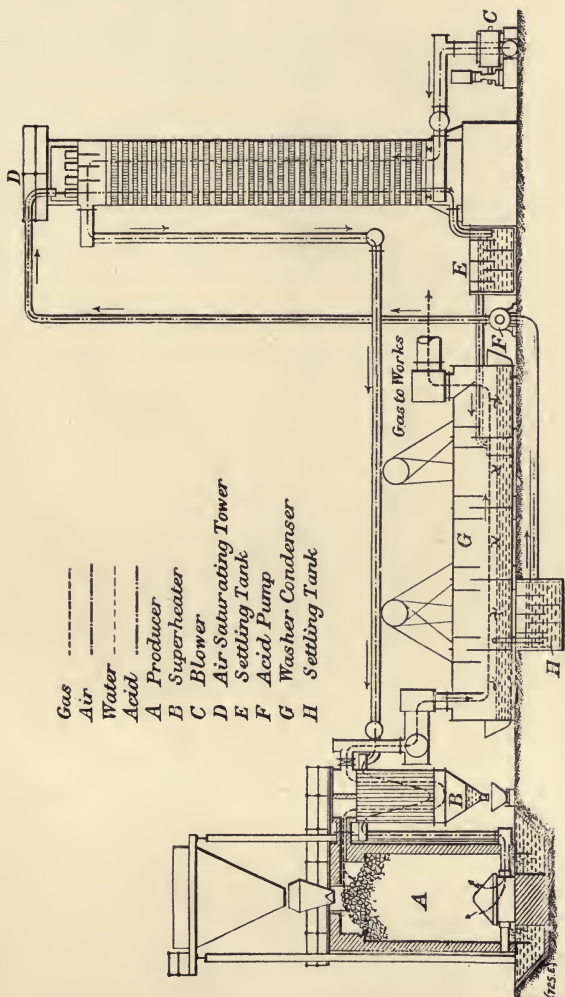 Gas
Air
Water
Acid
A Producer
B Superheater
C Blower
D Air Saturating Tower
E Settling Tank
F Acid Pump
G Washer Condenser
H Settling Tank
A
B
C
D
E
F
G
H
Gas to Works
(725.E)